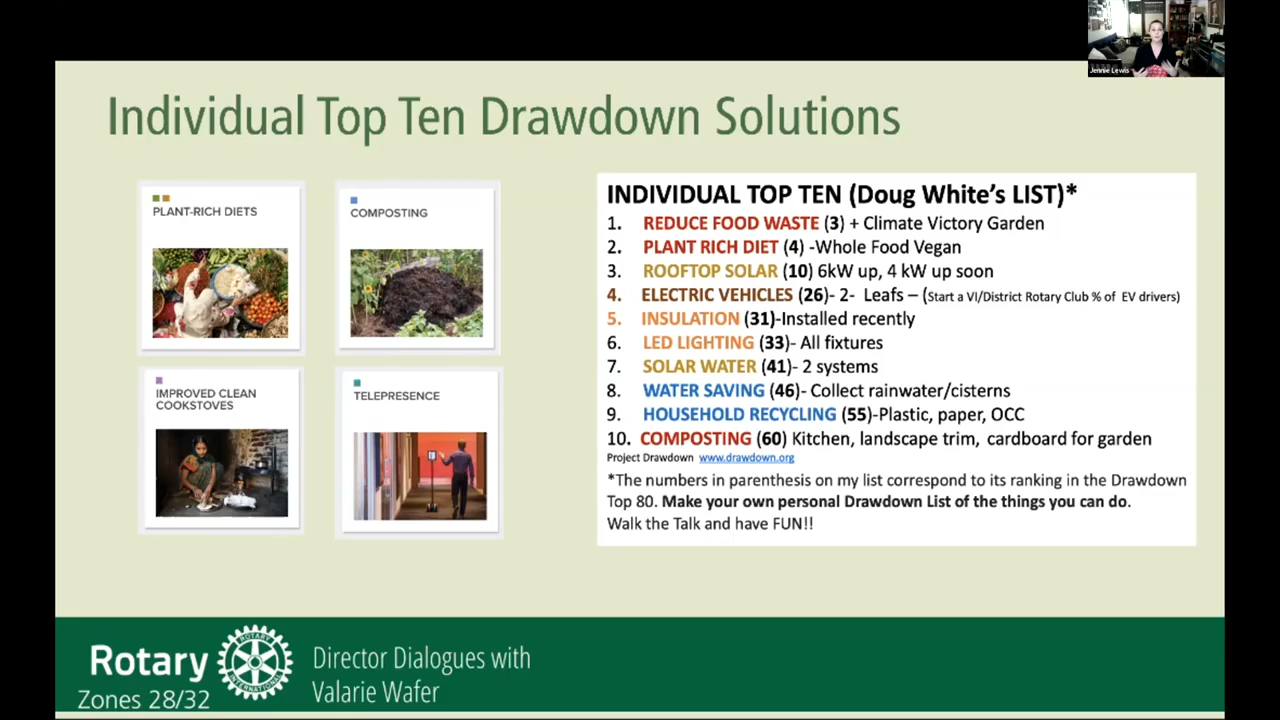 Jennie Lewis
Individual Top Ten Drawdown Solutions
PLANT-RICH DIETS
COMPOSTING
IMPROVED CLEAN
COOKSTOVES
TELEPRESENCE
INDIVIDUAL TOP TEN (Doug White's LIST)*
1. REDUCE FOOD WASTE (3) + Climate Victory Garden
2. PLANT RICH DIET (4) -Whole Food Vegan
3. ROOFTOP SOLAR (10) 6kW up, 4 kW up soon
4. ELECTRIC VEHICLES (26)- 2- Leafs – (Start a VI/District Rotary Club % of EV drivers)
5. INSULATION (31)-Installed recently
6. LED LIGHTING (33)- All fixtures
7. SOLAR WATER (41)- 2 systems
8. WATER SAVING (46)- Collect rainwater/cisterns
9. HOUSEHOLD RECYCLING (55)-Plastic, paper, OCC
10. COMPOSTING (60) Kitchen, landscape trim, cardboard for garden
Project Drawdown www.drawdown.org
*The numbers in parenthesis on my list correspond to its ranking in the Drawdown
Top 80. Make your own personal Drawdown List of the things you can do.
Walk the Talk and have FUN!!
Rotary
ROTARY
INTERNATIONAL
Zones 28/32
Director Dialogues with
Valarie Wafer